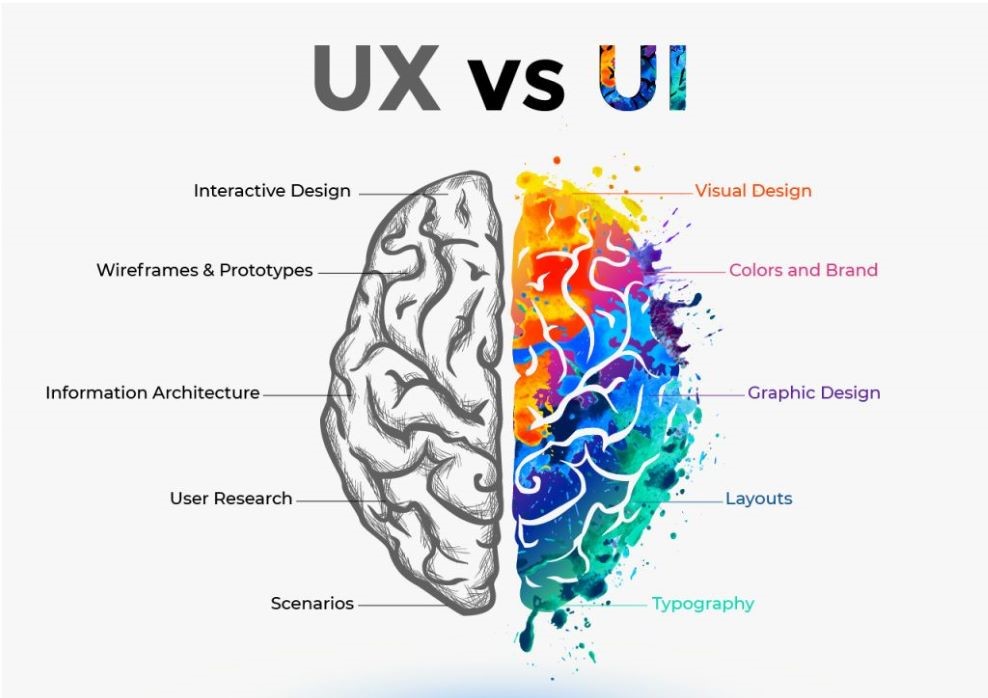 UX vs UI
Interactive Design
Visual Design
Wireframes & Prototypes
Colors and Brand
Information Architecture
Graphic Design
User Research
Layouts
Scenarios
Typography